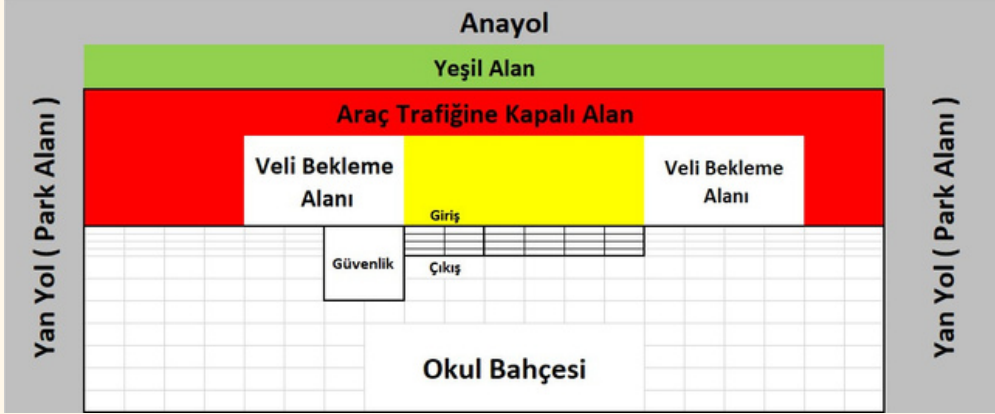 Anayol
Yeşil Alan
Araç Trafiğine Kapalı Alan
Yan Yol ( Park Alanı )
Veli Bekleme
Alanı
Veli Bekleme
Alanı
Yan Yol ( Park Alanı )
Giriş
Güvenlik
Çıkış
Okul Bahçesi